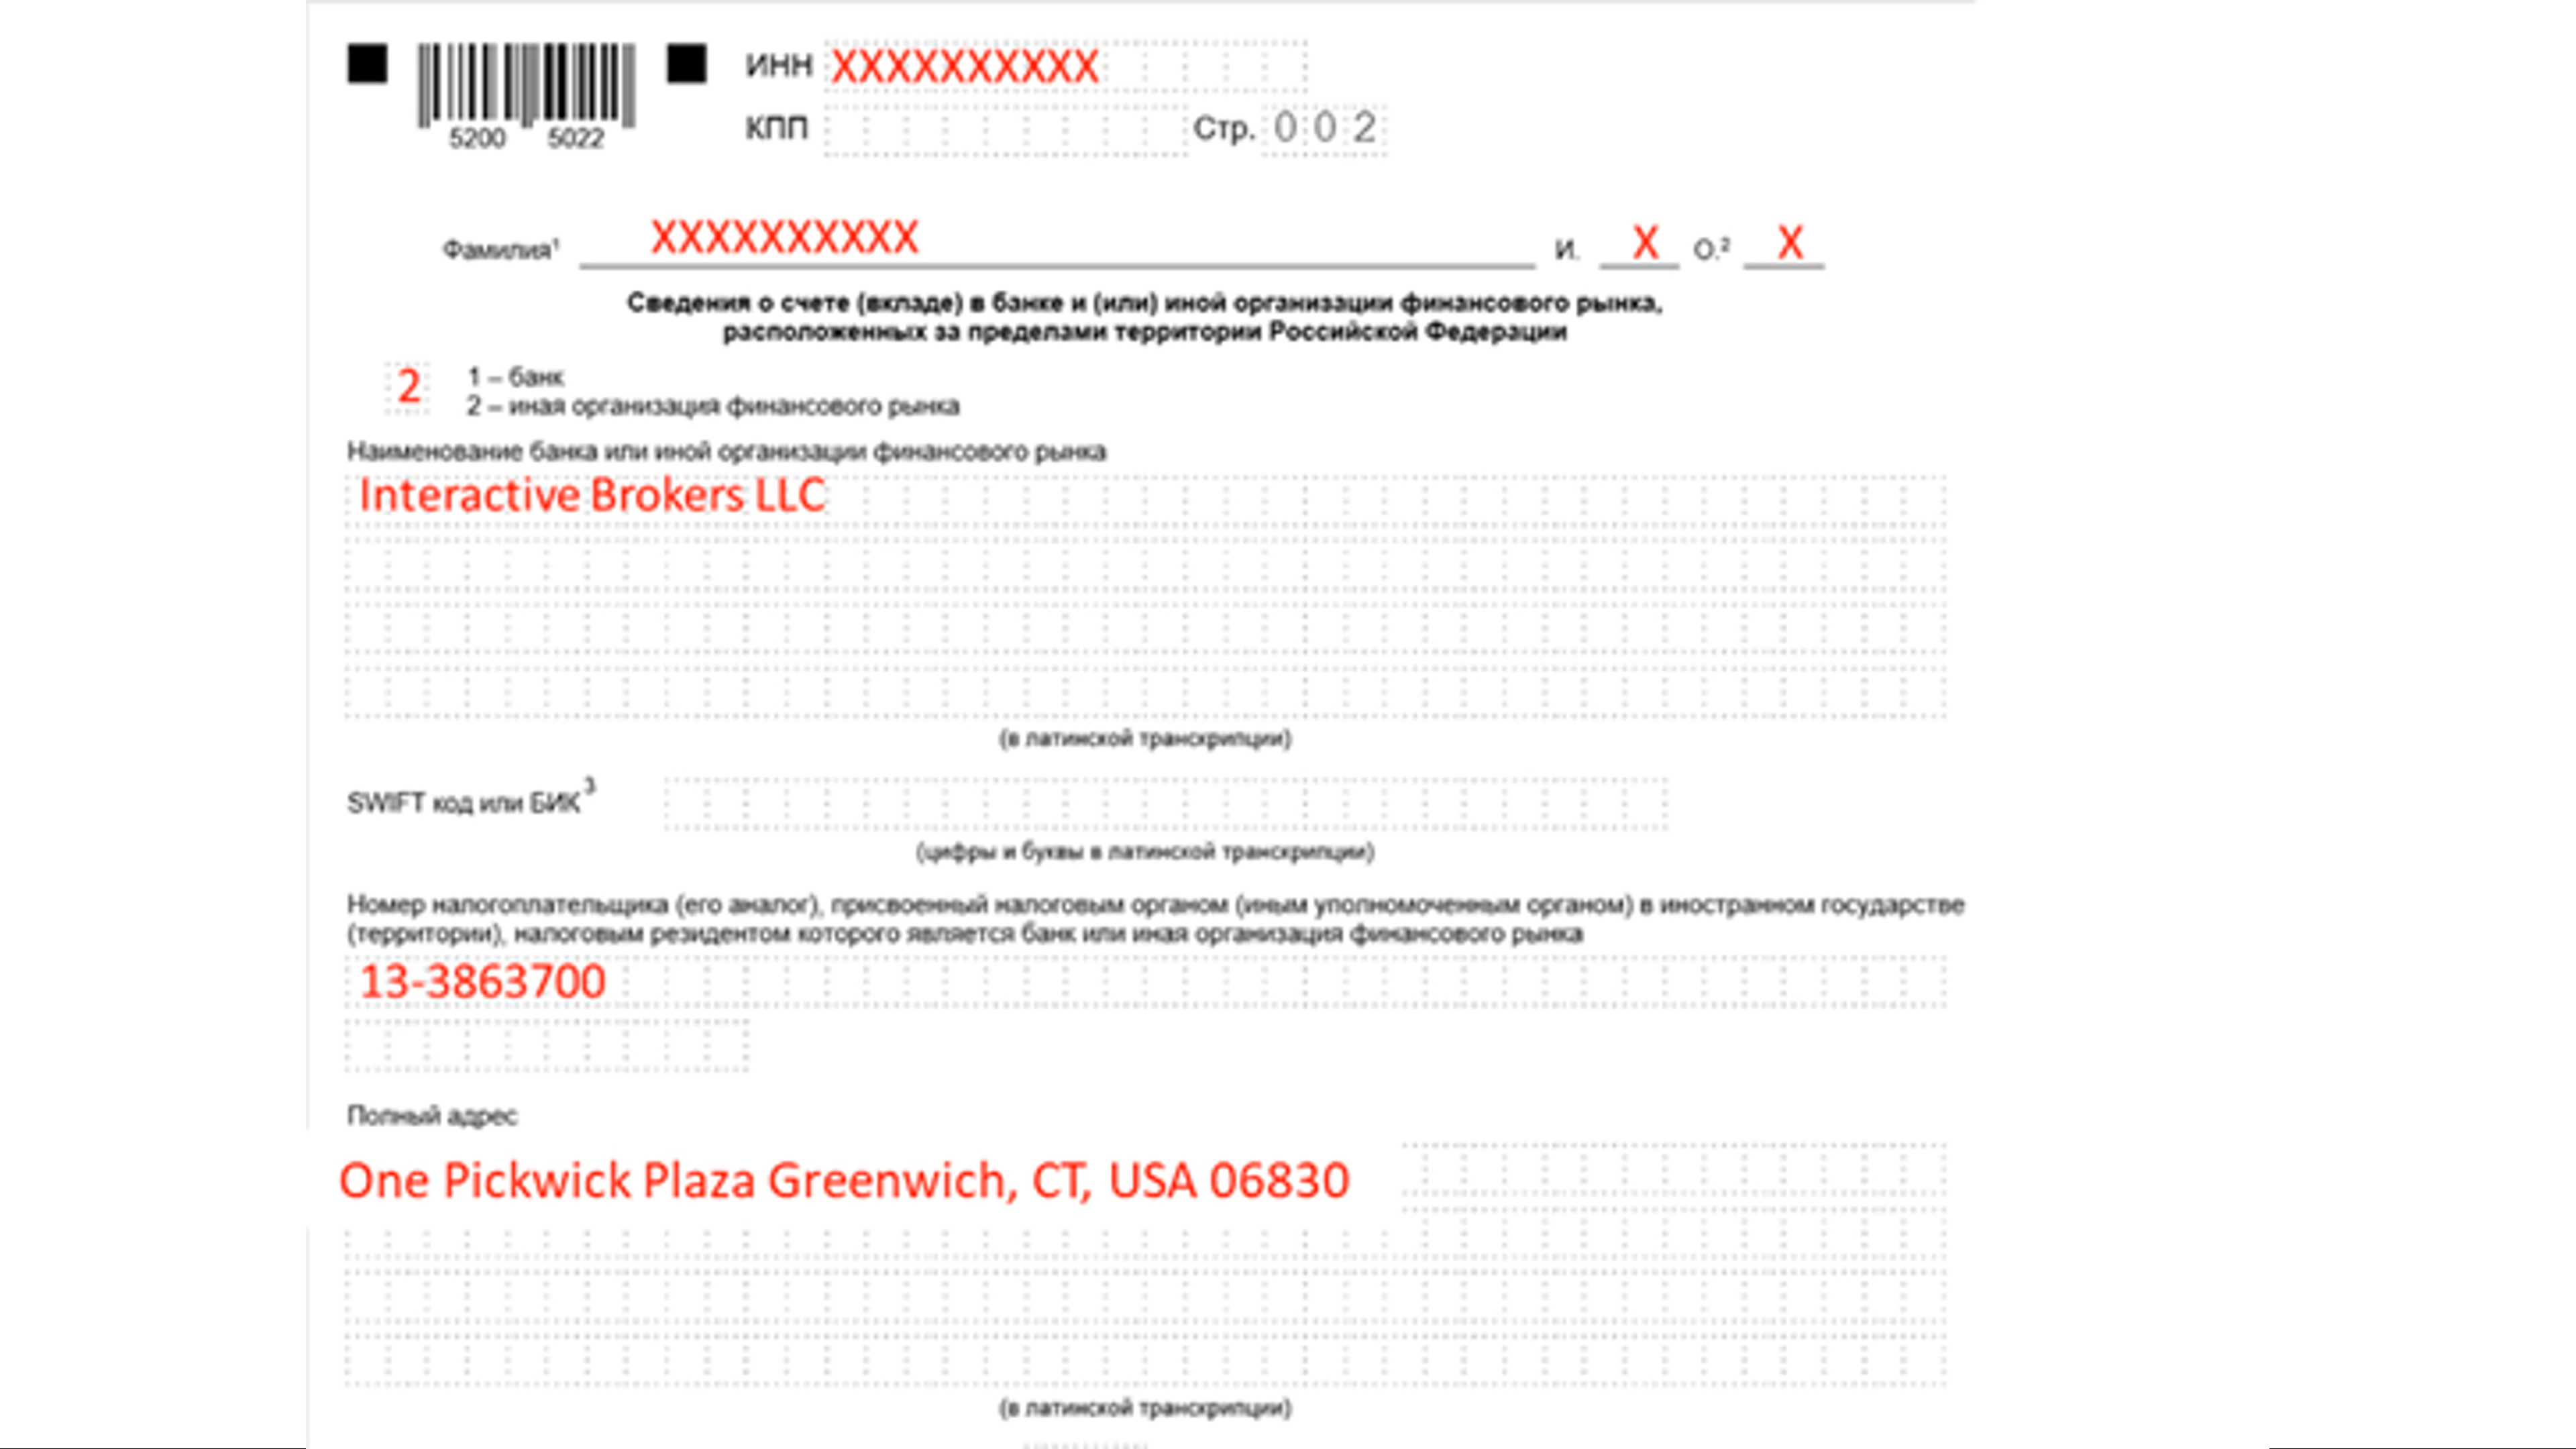 ИНН XXXXXXXXXX
5200 5022
КПП Стр. 002
Фамилия¹ XXXXXXXXXX И. X О.² X
Сведения о счете (вкладе) в банке и (или) иной организации финансового рынка,
расположенных за пределами территории Российской Федерации
2 1 – банк
2 – иная организация финансового рынка
Наименование банка или иной организации финансового рынка
Interactive Brokers LLC
(в латинской транскрипции)
SWIFT код или БИК³
(цифры и буквы в латинской транскрипции)
Номер налогоплательщика (его аналог), присвоенный налоговым органом (иным уполномоченным органом) в иностранном государстве
(территории), налоговым резидентом которого является банк или иная организация финансового рынка
13-3863700
Полный адрес
One Pickwick Plaza Greenwich, CT, USA 06830
(в латинской транскрипции)